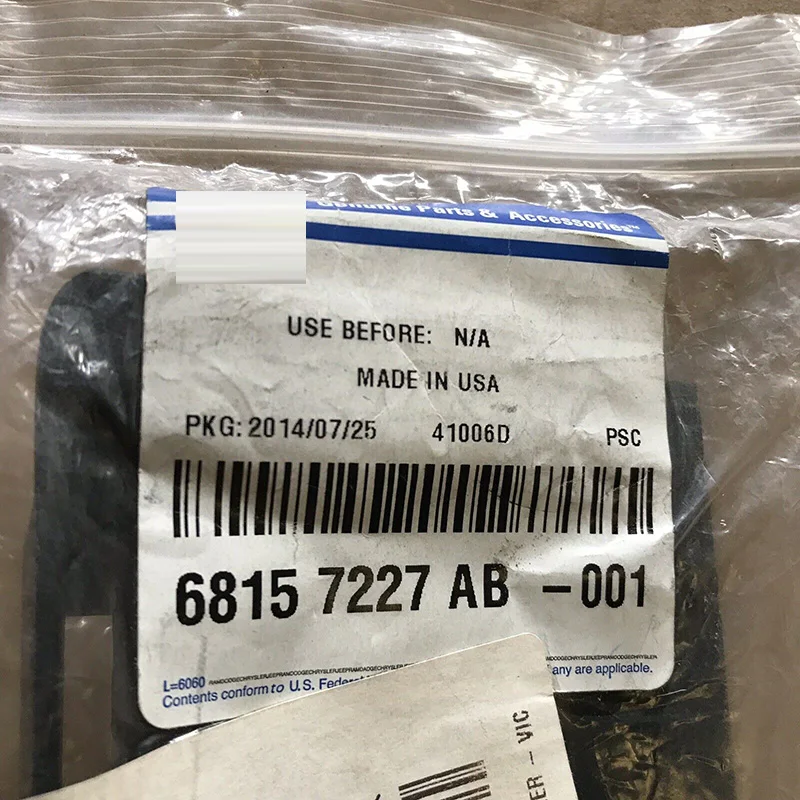 Genuine Parts & Accessories™
USE BEFORE: N/A
MADE IN USA
PKG: 2014/07/25 41006D PSC
6815 7227 AB -001
L=6060
Contents conform to U.S. Federal any are applicable.
ER - VIC